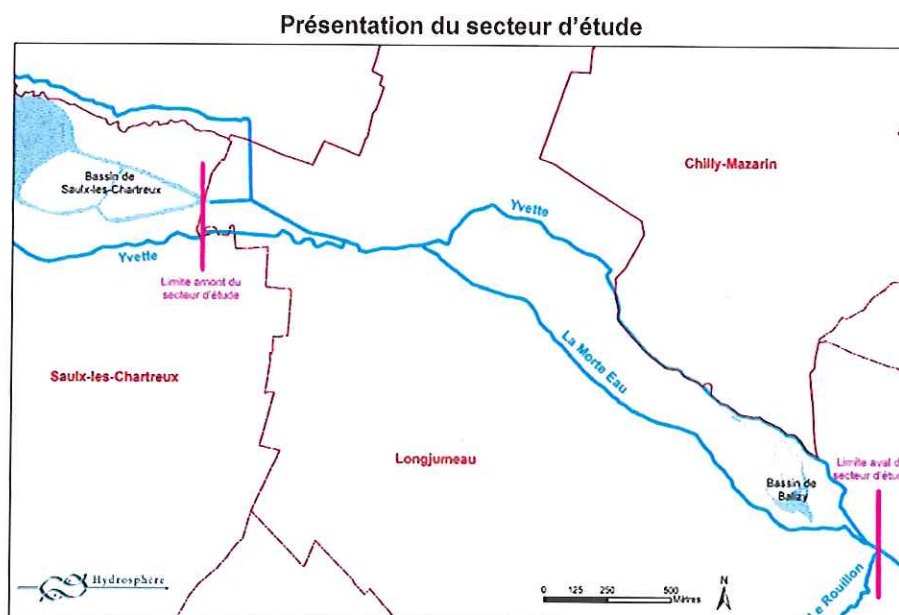 Présentation du secteur d'étude
Chilly-Mazarin
Bassin de
Saulx-les-Chartreux
Yvette
Yvette
Limite amont du
secteur d'étude
La Morte Eau
Saulx-les-Chartreux
Longjumeau
Limite aval d
secteur d'étud
Bassin de
Balizy
Hydrosphère
0 125 250 500
Mètres
N
Le Rouillon